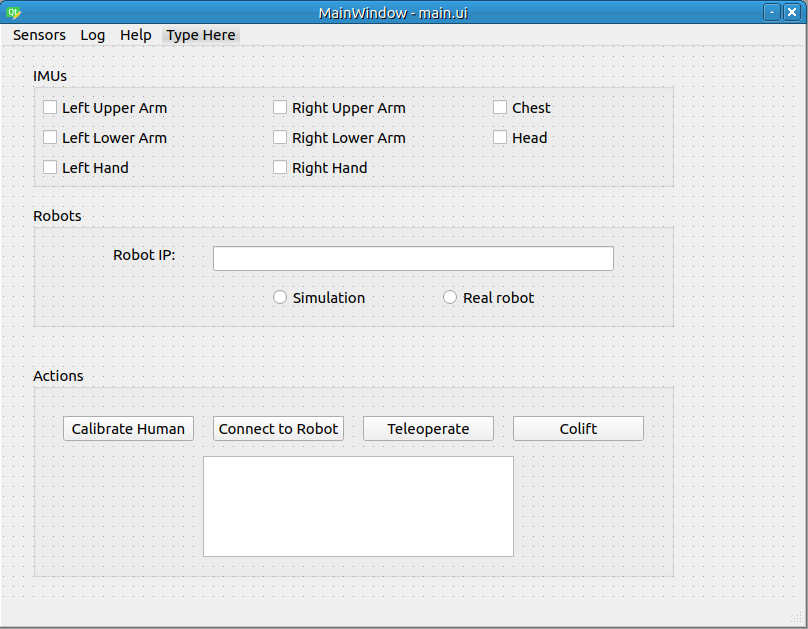 MainWindow - main.ui
Sensors Log Help Type Here
IMUs
Left Upper Arm Right Upper Arm Chest
Left Lower Arm Right Lower Arm Head
Left Hand Right Hand
Robots
Robot IP:
Simulation Real robot
Actions
Calibrate Human Connect to Robot Teleoperate Colift